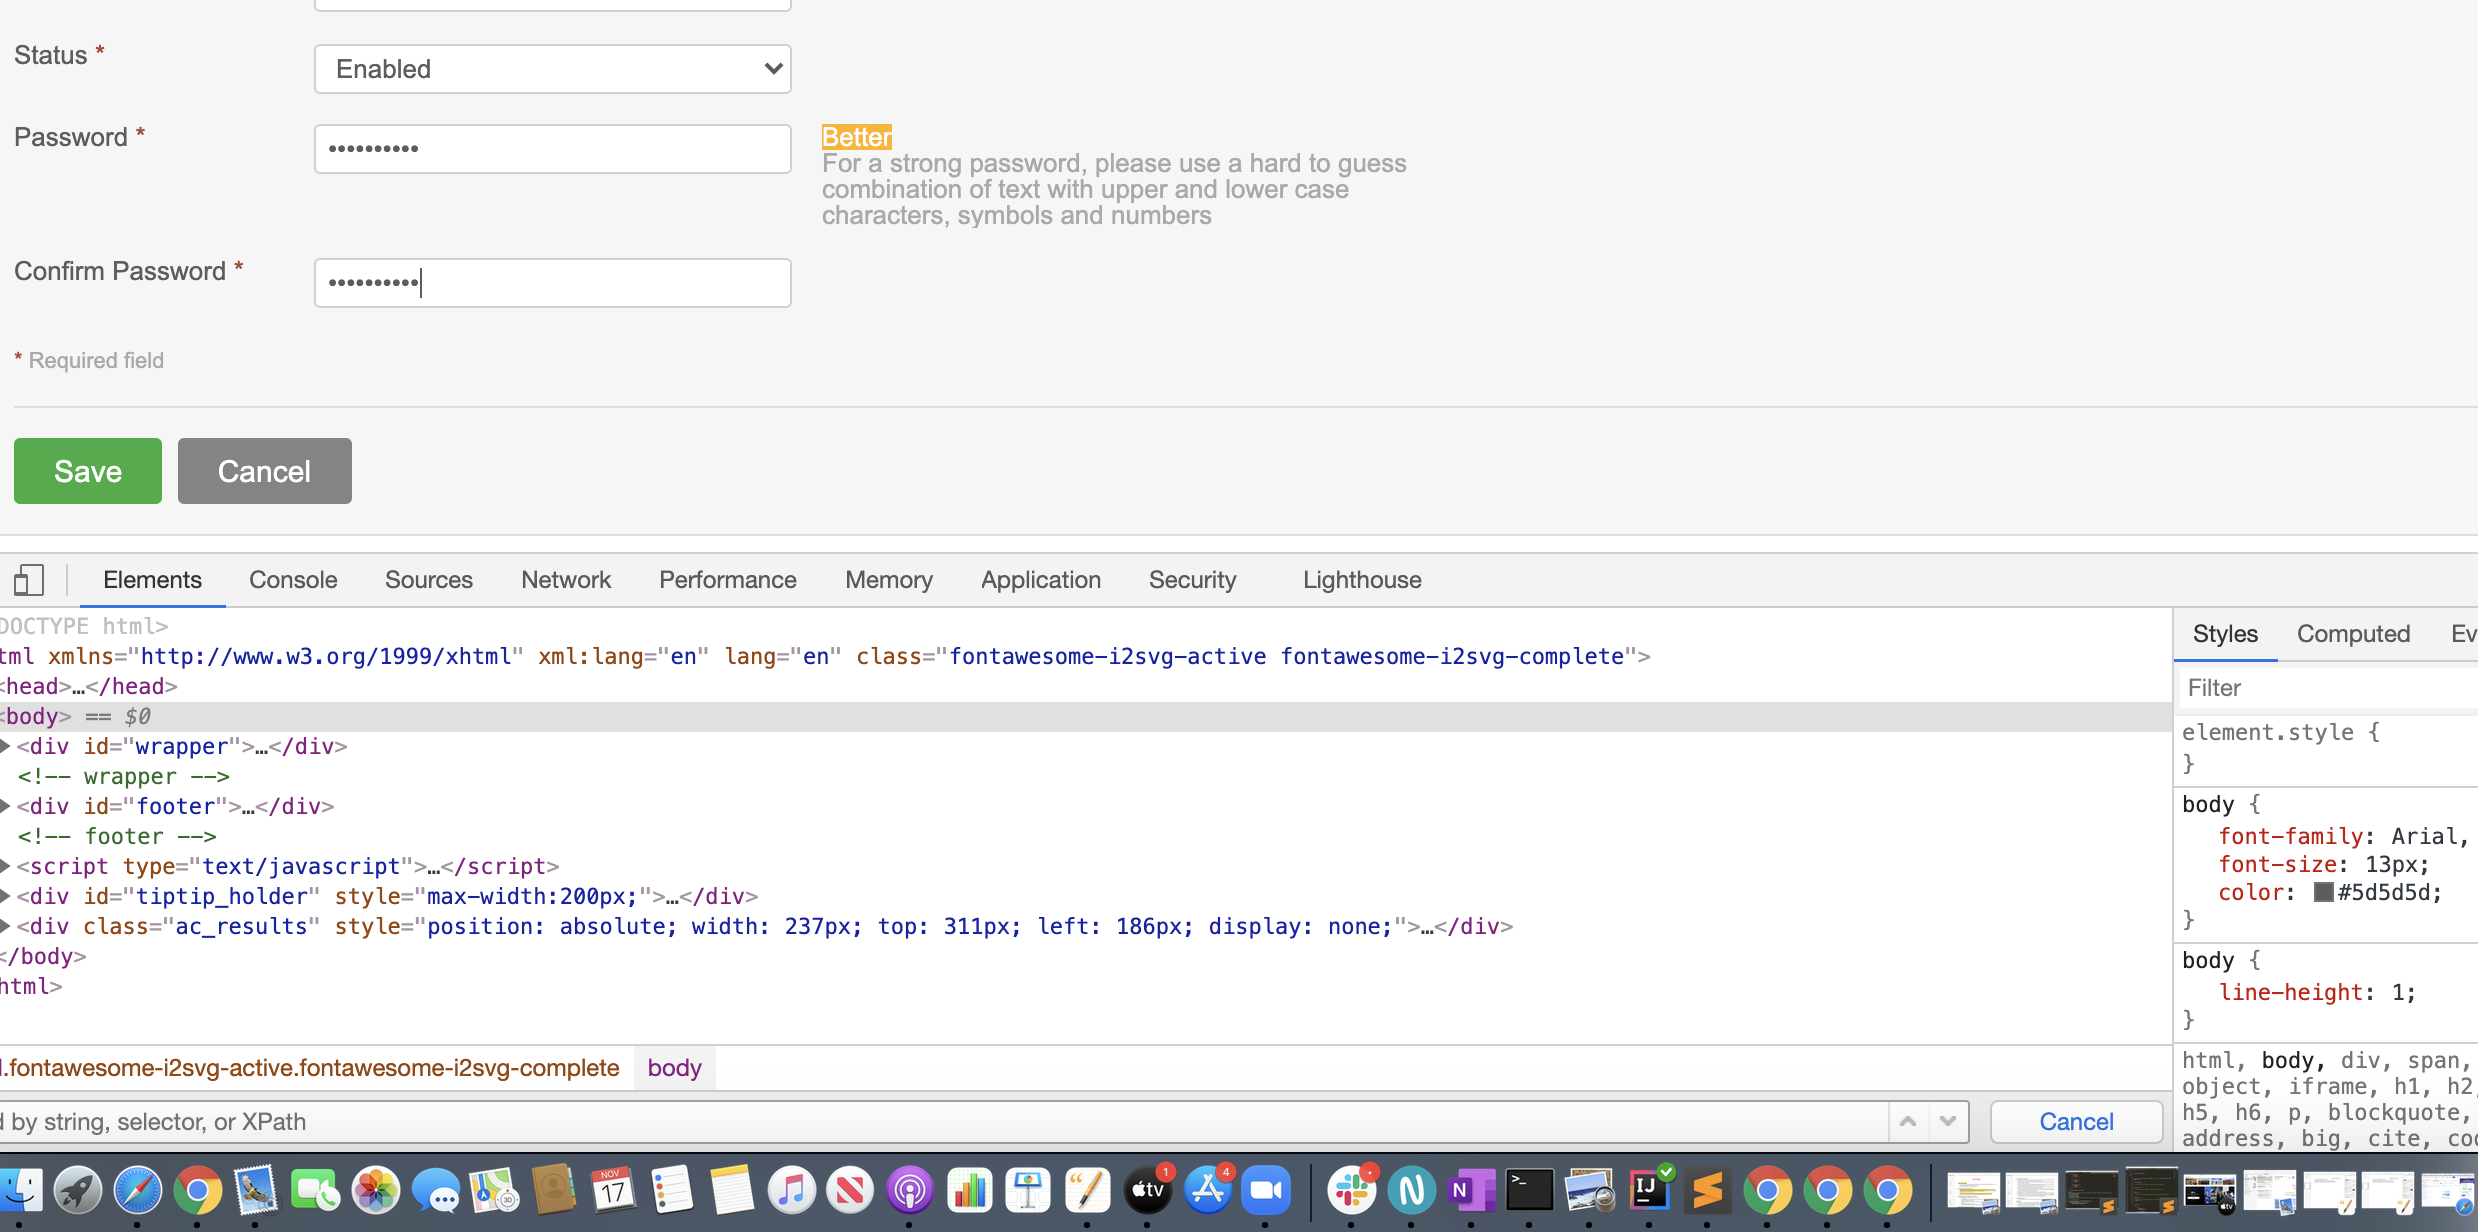 Status *
Enabled
Password *
••••••••••
Better
For a strong password, please use a hard to guess
combination of text with upper and lower case
characters, symbols and numbers
Confirm Password *
••••••••••
* Required field
Save Cancel
Elements Console Sources Network Performance Memory Application Security Lighthouse
DOCTYPE html>
tml xmlns="http://www.w3.org/1999/xhtml" xml:lang="en" lang="en" class="fontawesome-i2svg-active fontawesome-i2svg-complete">
<head>…</head>
<body> == $0
<div id="wrapper">…</div>
<!-- wrapper -->
<div id="footer">…</div>
<!-- footer -->
<script type="text/javascript">…</script>
<div id="tiptip_holder" style="max-width:200px;">…</div>
<div class="ac_results" style="position: absolute; width: 237px; top: 311px; left: 186px; display: none;">…</div>
</body>
html>
.fontawesome-i2svg-active.fontawesome-i2svg-complete body
d by string, selector, or XPath
Cancel
Styles Computed Ev
Filter
element.style {
}
body {
font-family: Arial,
font-size: 13px;
color: #5d5d5d;
}
body {
line-height: 1;
}
html, body, div, span,
object, iframe, h1, h2,
h5, h6, p, blockquote,
address, big, cite, co
NOV
17
3D
tv
1
4
N
N
>_
IJ